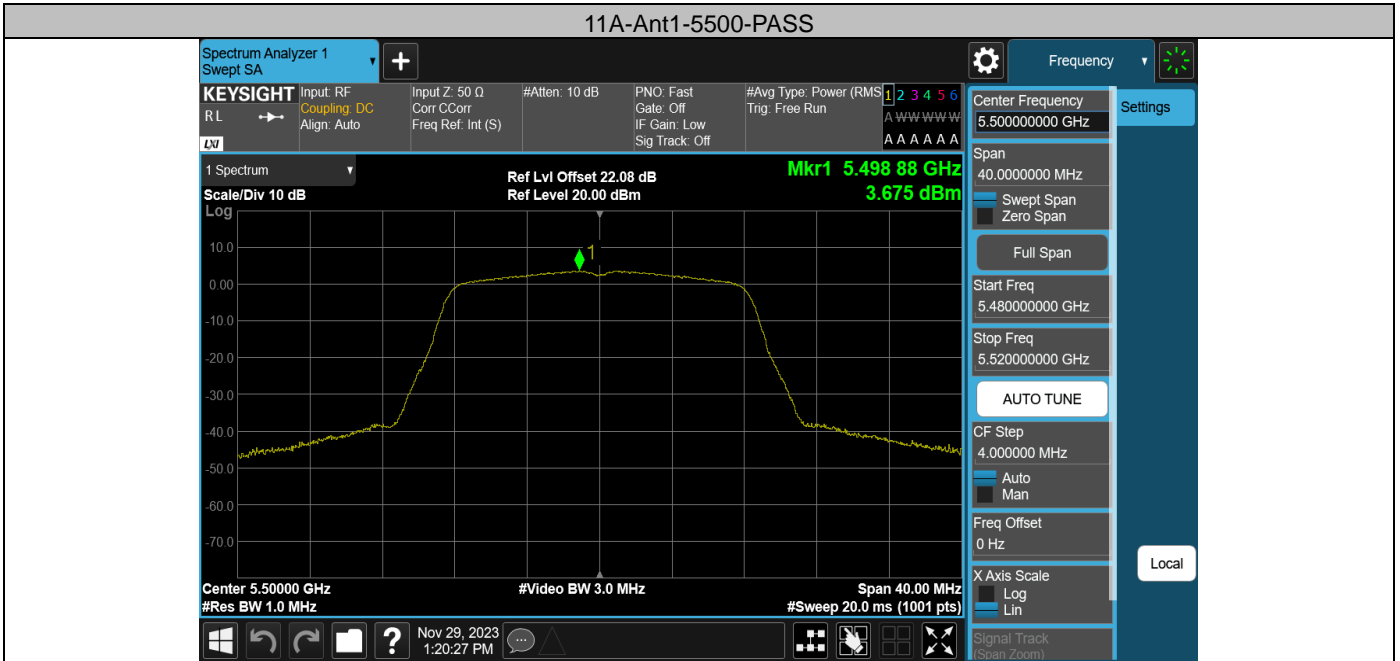 11A-Ant1-5500-PASS
Spectrum Analyzer 1
Swept SA
Frequency
KEYSIGHT
RL
LXI
Input: RF
Coupling: DC
Align: Auto
Input Z: 50 Ω
Corr CCorr
Freq Ref: Int (S)
#Atten: 10 dB
PNO: Fast
Gate: Off
IF Gain: Low
Sig Track: Off
#Avg Type: Power (RMS
Trig: Free Run
1 2 3 4 5 6
A W W W W W
A A A A A A
1 Spectrum
Scale/Div 10 dB
Log
Ref Lvl Offset 22.08 dB
Ref Level 20.00 dBm
Mkr1 5.498 88 GHz
3.675 dBm
1
10.0
0.00
-10.0
-20.0
-30.0
-40.0
-50.0
-60.0
-70.0
Center 5.50000 GHz
#Res BW 1.0 MHz
#Video BW 3.0 MHz
Span 40.00 MHz
#Sweep 20.0 ms (1001 pts)
Center Frequency
5.500000000 GHz
Settings
Span
40.0000000 MHz
Swept Span
Zero Span
Full Span
Start Freq
5.480000000 GHz
Stop Freq
5.520000000 GHz
AUTO TUNE
CF Step
4.000000 MHz
Auto
Man
Freq Offset
0 Hz
X Axis Scale
Log
Lin
Signal Track
(Span Zoom)
Local
?
Nov 29, 2023
1:20:27 PM